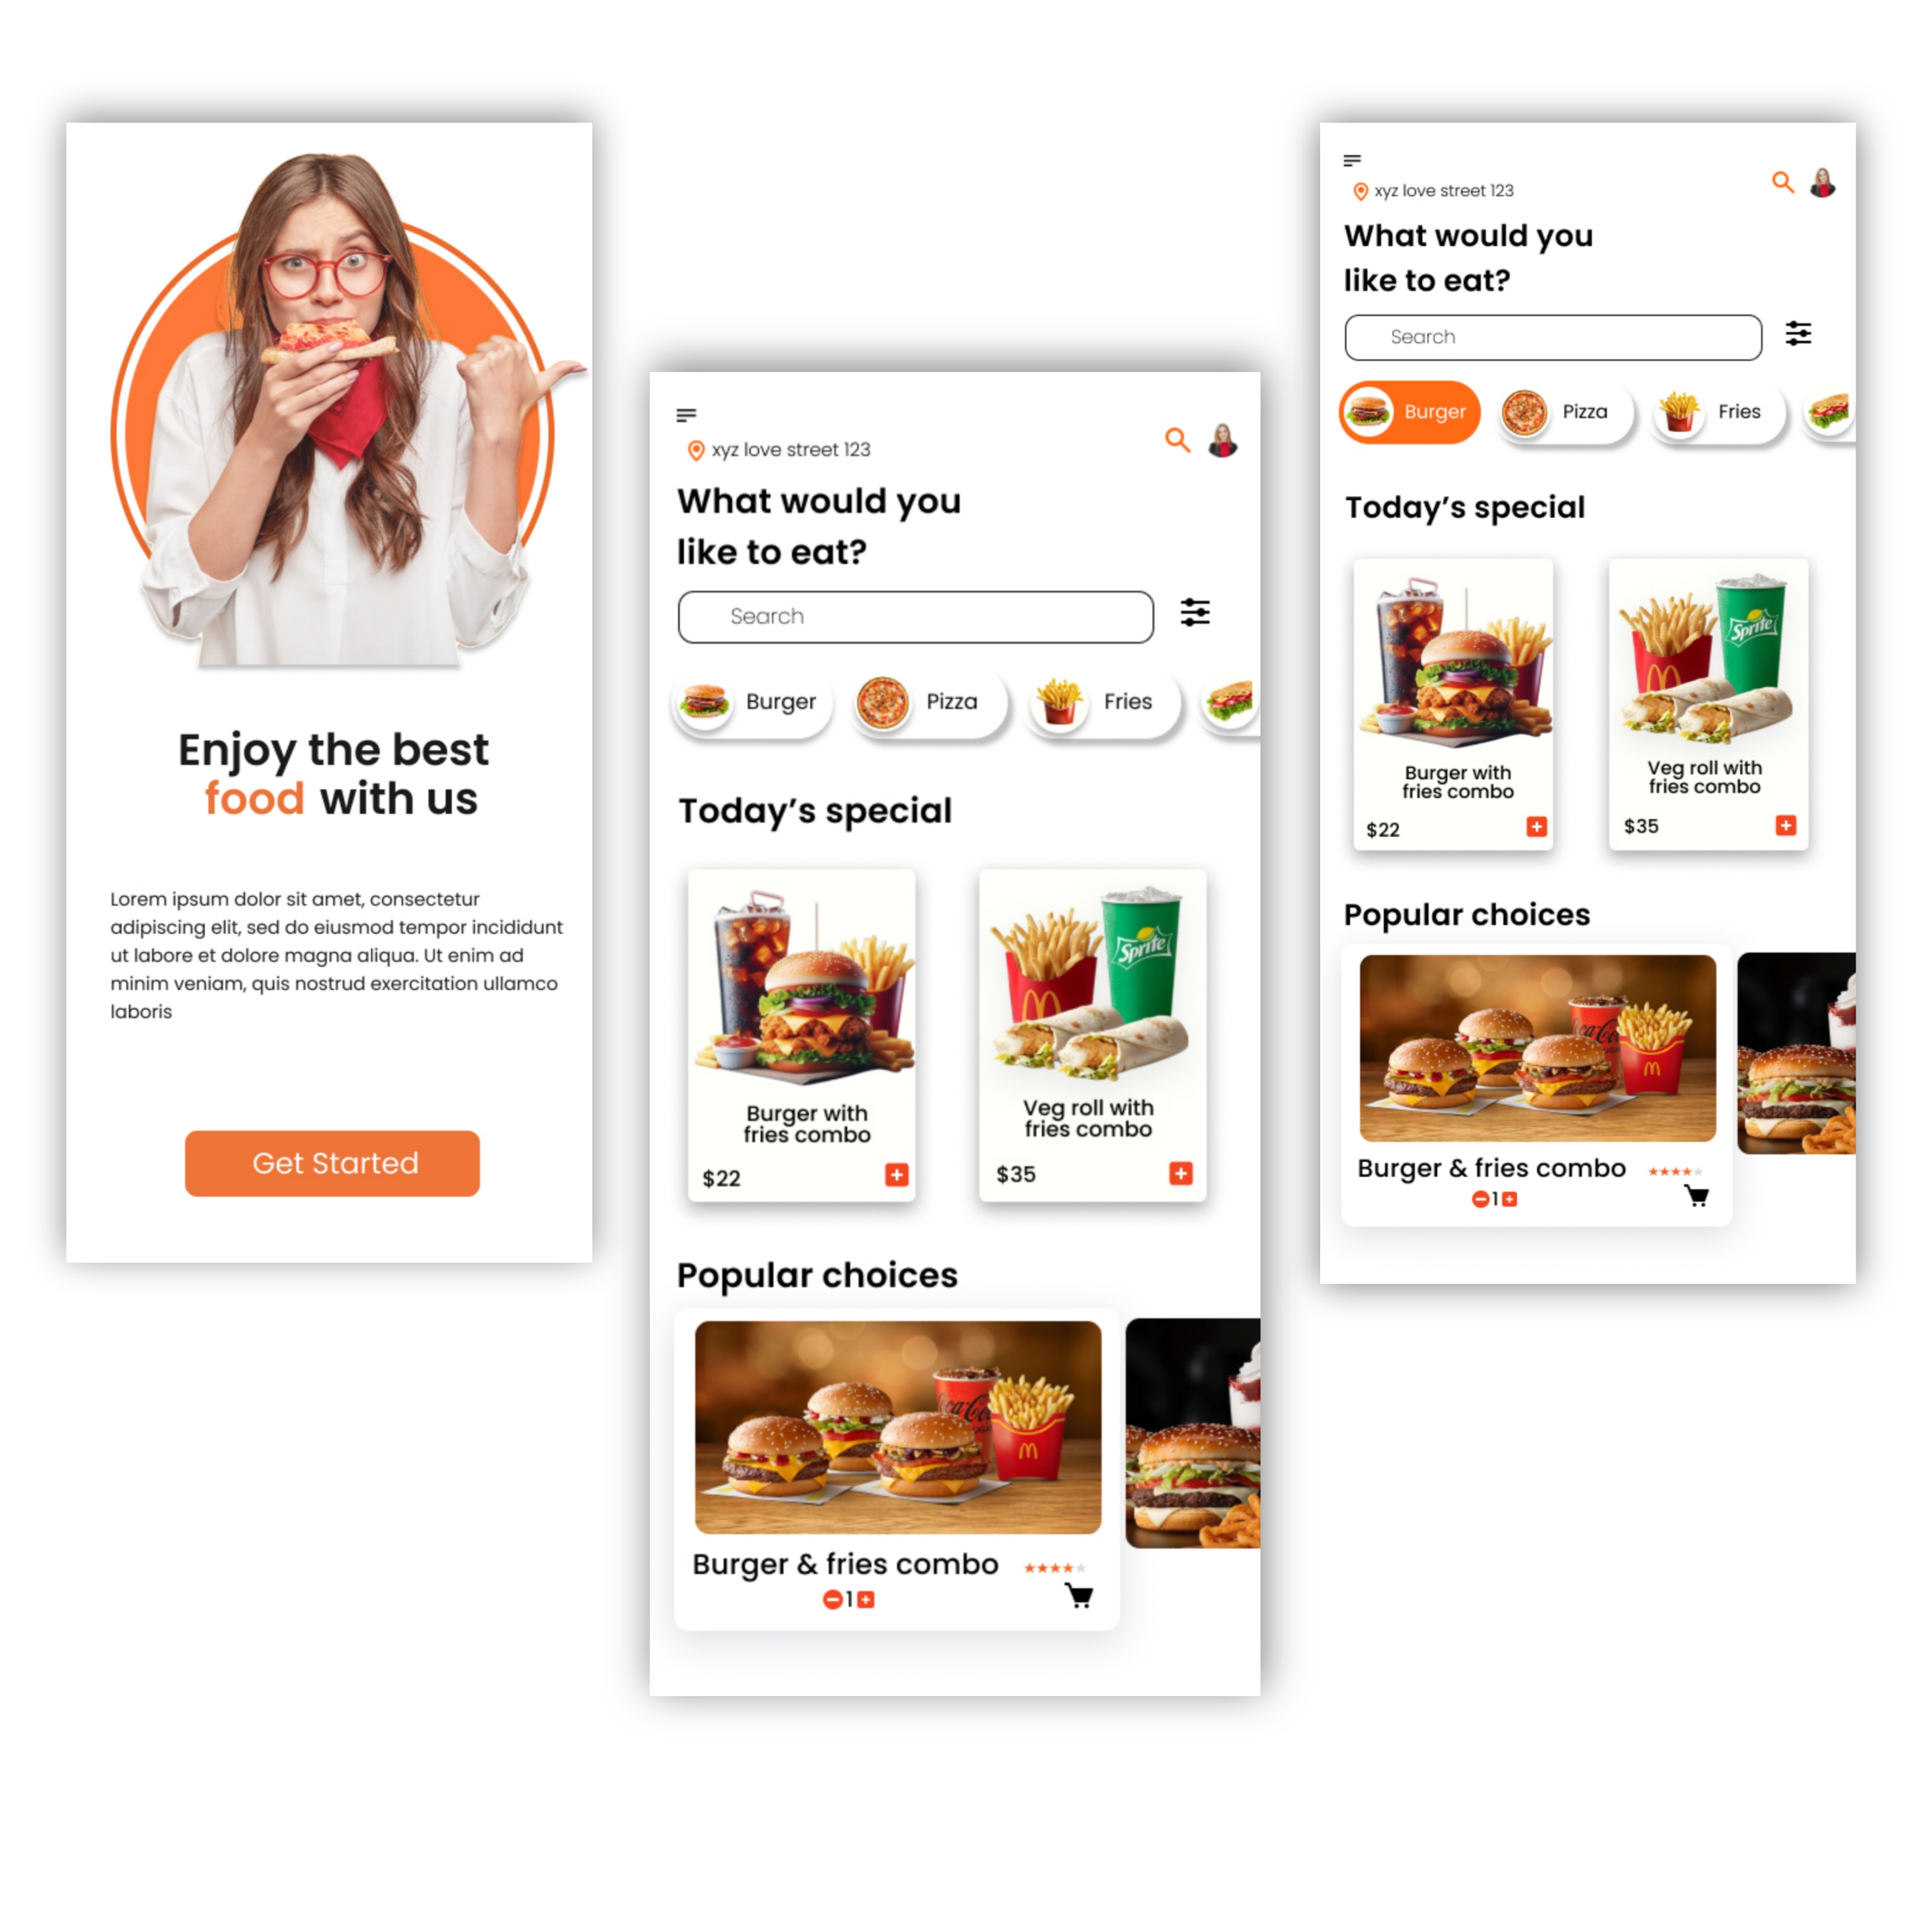 Enjoy the best
food with us
Lorem ipsum dolor sit amet, consectetur
adipiscing elit, sed do eiusmod tempor incididunt
ut labore et dolore magna aliqua. Ut enim ad
minim veniam, quis nostrud exercitation ullamco
laboris
Get Started
xyz love street 123
What would you
like to eat?
Search
Burger
Pizza
Fries
Today’s special
Sprite
Burger with
fries combo
$22
Veg roll with
fries combo
$35
Popular choices
Burger & fries combo
1
xyz love street 123
What would you
like to eat?
Search
Burger
Pizza
Fries
Today’s special
Sprite
Burger with
fries combo
$22
Veg roll with
fries combo
$35
Popular choices
Burger & fries combo
1